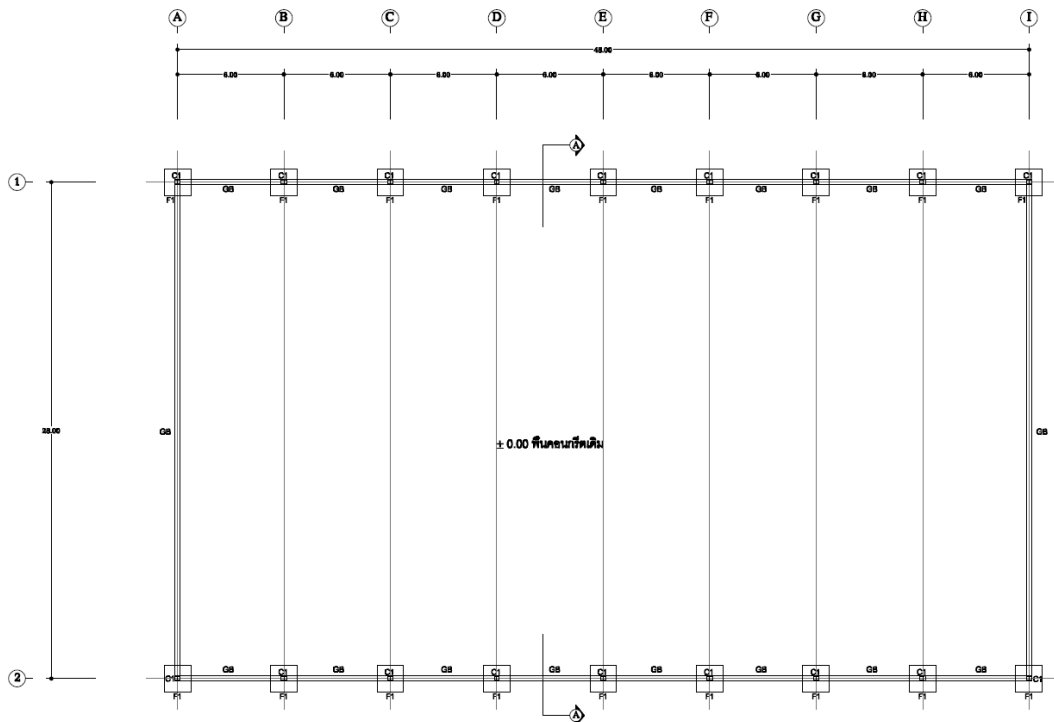 A B C D E F G H I
48.00
6.00 6.00 6.00 6.00 6.00 6.00 6.00 6.00
A
1 C1 C1 C1 C1 C1 C1 C1 C1 C1
GB GB GB GB GB GB GB GB
F1 F1 F1 F1 F1 F1 F1 F1 F1
28.00 GB GB
± 0.00 พื้นคอนกรีตเดิม
GB GB GB GB GB GB GB GB
2 C1 C1 C1 C1 C1 C1 C1 C1 C1
F1 F1 F1 F1 F1 F1 F1 F1 F1
A